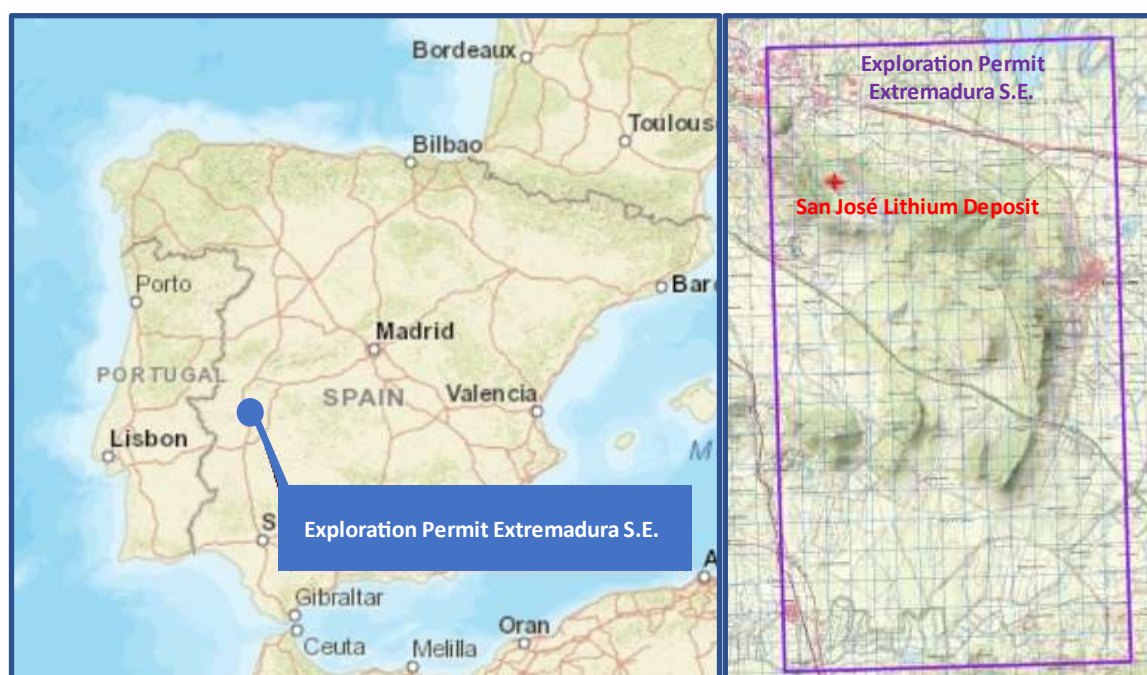 Bordeaux
Toulous
Bilbao
Porto
Bar
Madrid
PORTUGAL
SPAIN
Valencia
Lisbon
M
Exploration Permit Extremadura S.E.
S
A
Gibraltar
Ceuta
Oran
Melilla
Exploration Permit
Extremadura S.E.
San José Lithium Deposit